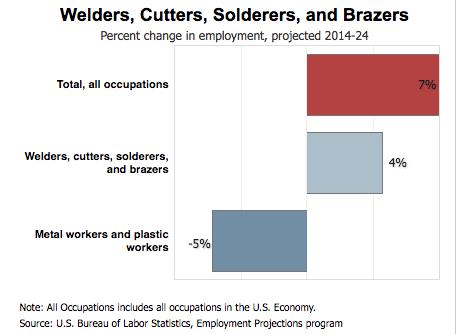 Welders, Cutters, Solderers, and Brazers
Percent change in employment, projected 2014-24
Total, all occupations
7%
Welders, cutters, solderers,
and brazers
4%
Metal workers and plastic
workers
-5%
Note: All Occupations includes all occupations in the U.S. Economy.
Source: U.S. Bureau of Labor Statistics, Employment Projections program